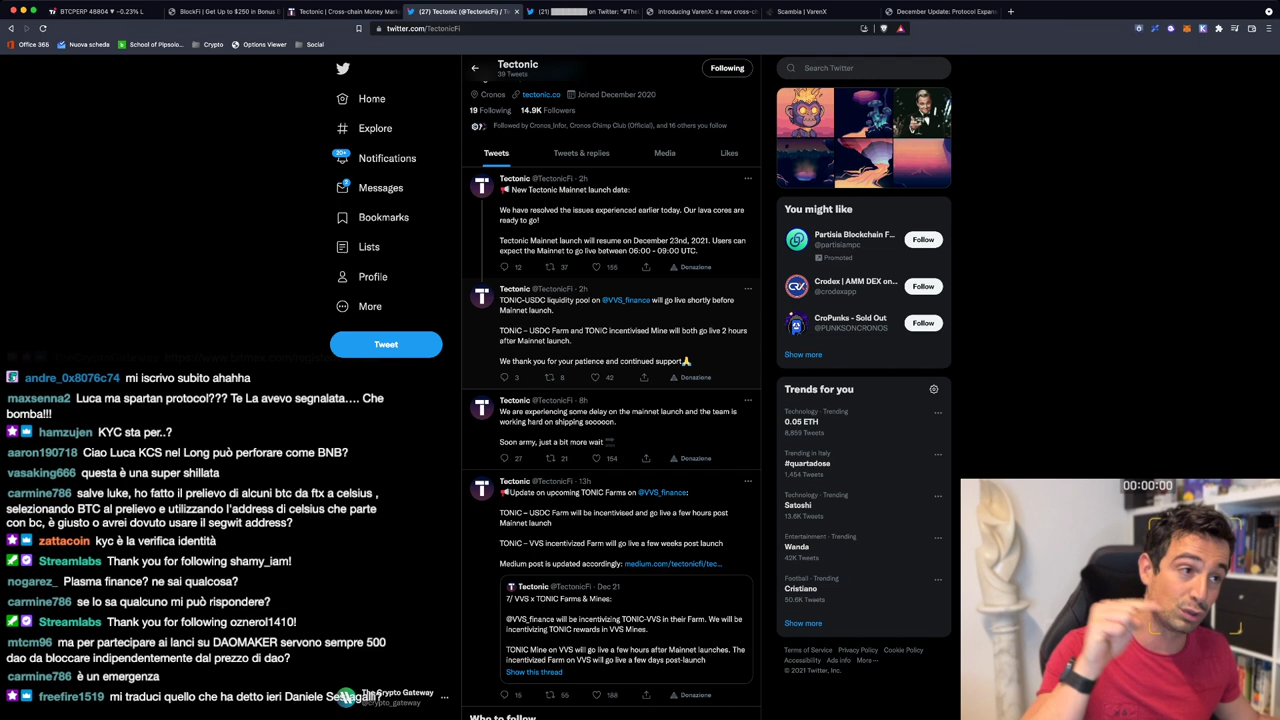 BTCPERP 48804 ▼ −0.23% L
BlockFi | Get Up to $250 in Bonus B
Tectonic | Cross-chain Money Mark
(27) Tectonic (@TectonicFi) / T
(21) on Twitter: "#The
Introducing VarenX: a new cross-ch
Scambia | VarenX
December Update: Protocol Expans
twitter.com/TectonicFi
Office 365
Nuova scheda
School of Plpsoio...
Crypto
Options Viewer
Social
Home
Explore
20+
Notifications
Messages
Bookmarks
Lists
Profile
More
Tweet
Tectonic
39 Tweets
Following
Cronos
tectonic.co
Joined December 2020
19 Following
14.9K Followers
Followed by Cronos_Infor, Cronos Chimp Club (Official), and 16 others you follow
Tweets
Tweets & replies
Media
Likes
Tectonic @TectonicFi · 2h
New Tectonic Mainnet launch date:
We have resolved the issues experienced earlier today. Our lava cores are
ready to go!
Tectonic Mainnet launch will resume on December 23nd, 2021. Users can
expect the Mainnet to go live between 06:00 - 09:00 UTC.
12
37
155
Donazione
Tectonic @TectonicFi · 2h
TONIC-USDC liquidity pool on @VVS_finance will go live shortly before
Mainnet launch.
TONIC – USDC Farm and TONIC incentivised Mine will both go live 2 hours
after Mainnet launch.
We thank you for your patience and continued support🙏
3
8
42
Donazione
Tectonic @TectonicFi · 8h
We are experiencing some delay on the mainnet launch and the team is
working hard on shipping sooooon.
Soon army, just a bit more wait
27
21
154
Donazione
Tectonic @TectonicFi · 13h
Update on upcoming TONIC Farms on @VVS_finance:
TONIC – USDC Farm will be incentivized and go live a few hours post
Mainnet launch
TONIC – VVS incentivized Farm will go live a few weeks post launch
Medium post is updated accordingly: medium.com/tectonicfi/tec...
Tectonic @TectonicFi · Dec 21
7/ VVS x TONIC Farms & Mines:
@VVS_finance will be incentivizing TONIC-VVS in their Farm. We will be
incentivizing TONIC rewards in VVS Mines.
TONIC Mine on VVS will go live a few hours after Mainnet launches. The
incentivized Farm on VVS will go live a few days post-launch
Show this thread
15
55
188
Donazione
Who to follow
Search Twitter
You might like
Partisia Blockchain F...
@partisiampc
Promoted
Follow
Crodex | AMM DEX on...
@crodexapp
Follow
CroPunks - Sold Out
@PUNKSONCRONOS
Follow
Show more
Trends for you
Technology · Trending
0.05 ETH
8,859 Tweets
Trending in Italy
#quartadose
1,454 Tweets
Technology · Trending
Satoshi
13.6K Tweets
Entertainment · Trending
Wanda
42K Tweets
Football · Trending
Cristiano
50.6K Tweets
Show more
Terms of Service Privacy Policy Cookie Policy
Accessibility Ads info More ···
© 2021 Twitter, Inc.
andre_0x8076c74 mi iscrivo subito ahahha
maxsenna2 Luca ma spartan protocol??? Te La avevo segnalata.... Che
bomba!!!
hamzujen KYC sta per..?
aaron190718 Ciao Luca KCS nel Long può perforare come BNB?
vasaking666 questa è una super shillata
carmine786 salve luke, ho fatto il prelievo di alcuni btc da ftx a celsius ,
selezionando B1tcoin e utilizzando l'address di celsius che parte
con bc, è giusto o avrei dovuto usare il segwit address?
zattacoin kyc è la verifica identità
Streamlabs Thank you for following shamy_iam!
nogarez_ Plasma finance? ne sai qualcosa?
carmine786 se no qualcuno mi può rispondere?
Streamlabs Thank you for following oznerol1410!
mtcm96 ma per partecipare ai lanci su DAOMAKER servono sempre 500
dao da bloccare indipendentemente dal prezzo di dao?
carmine786 è un'urgenza
freefire1519 mi traduci quello che ha detto ieri Daniele
The Crypto Gateway
@crypto_gateway
00:00:00